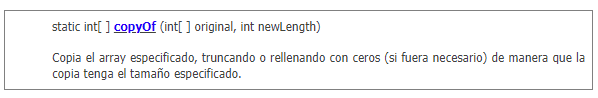 static int[ ] copyOf (int[ ] original, int newLength)
Copia el array especificado, truncando o rellenando con ceros (si fuera necesario) de manera que la
copia tenga el tamaño especificado.